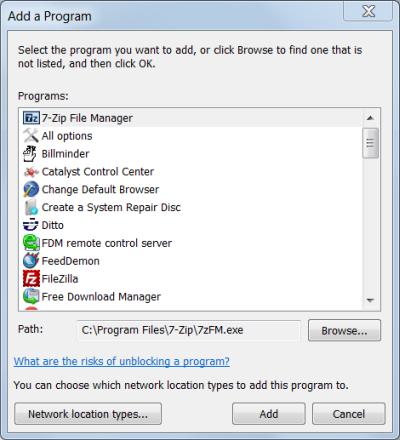 Add a Program
Select the program you want to add, or click Browse to find one that is
not listed, and then click OK.
Programs:
7z 7-Zip File Manager
All options
Billminder
Catalyst Control Center
Change Default Browser
Create a System Repair Disc
Ditto
FDM remote control server
FeedDemon
FileZilla
Free Download Manager
Path:
C:\Program Files\7-Zip\7zFM.exe
Browse...
What are the risks of unblocking a program?
You can choose which network location types to add this program to.
Network location types...
Add
Cancel